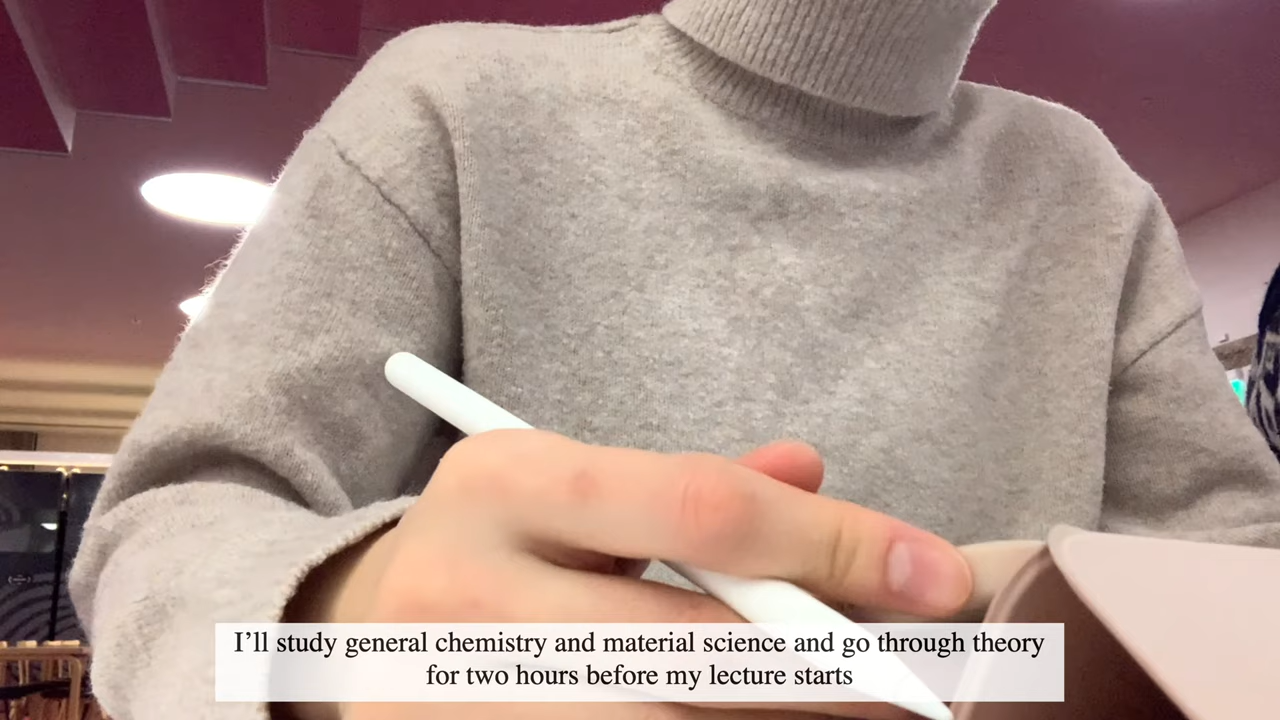 I’ll study general chemistry and material science and go through theory
for two hours before my lecture starts